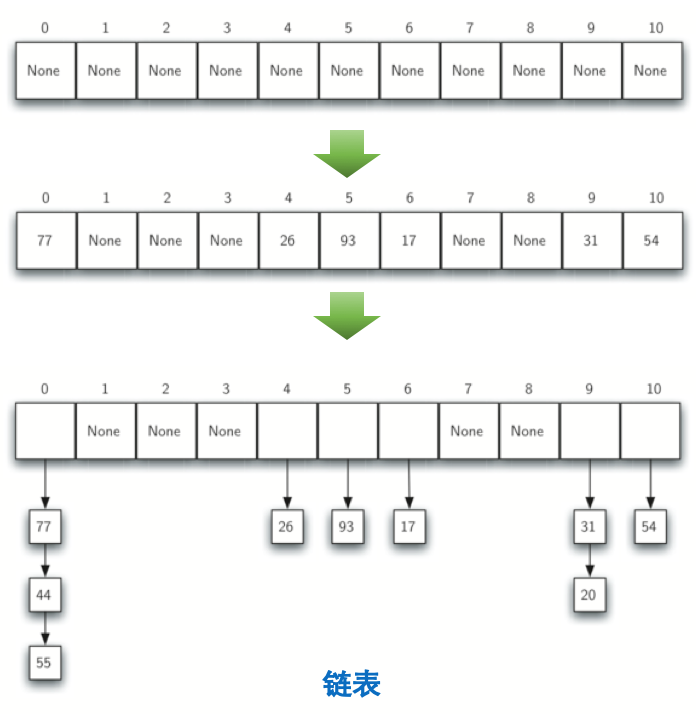 0 1 2 3 4 5 6 7 8 9 10
None None None None None None None None None None None
0 1 2 3 4 5 6 7 8 9 10
77 None None None 26 93 17 None None 31 54
0 1 2 3 4 5 6 7 8 9 10
None None None None None
77 26 93 17 31 54
44 20
55
链表